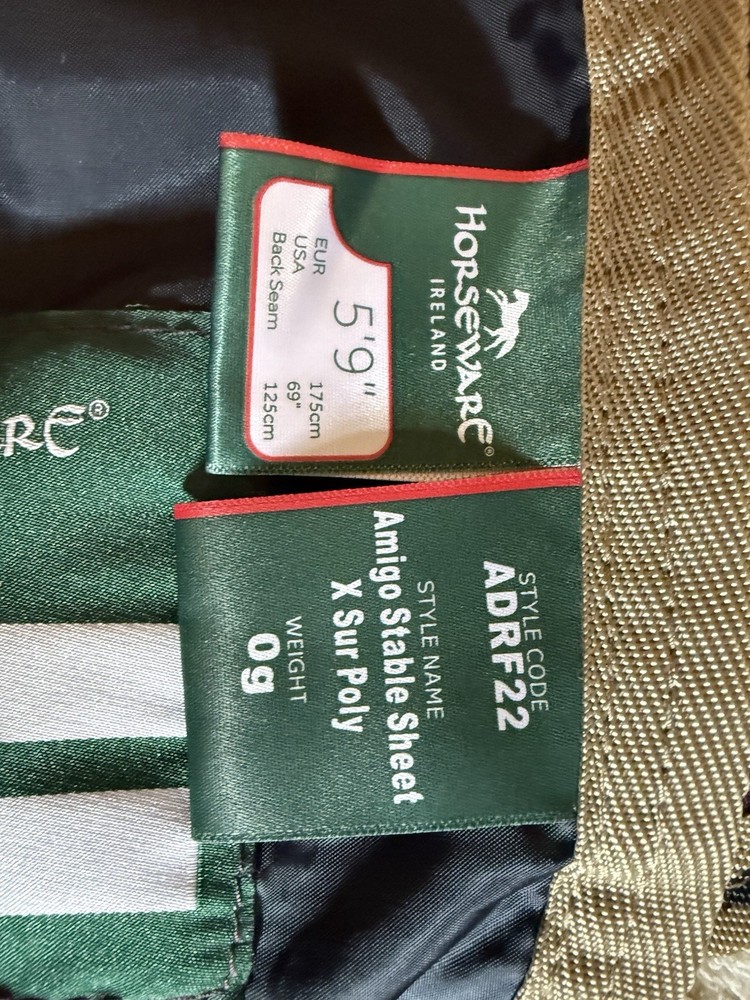 HORSEWARE®
IRELAND
5'9"
EUR 175cm
USA 69"
Back Seam 125cm
STYLE CODE
ADRF22
STYLE NAME
Amigo Stable Sheet
X Sur Poly
WEIGHT
0g